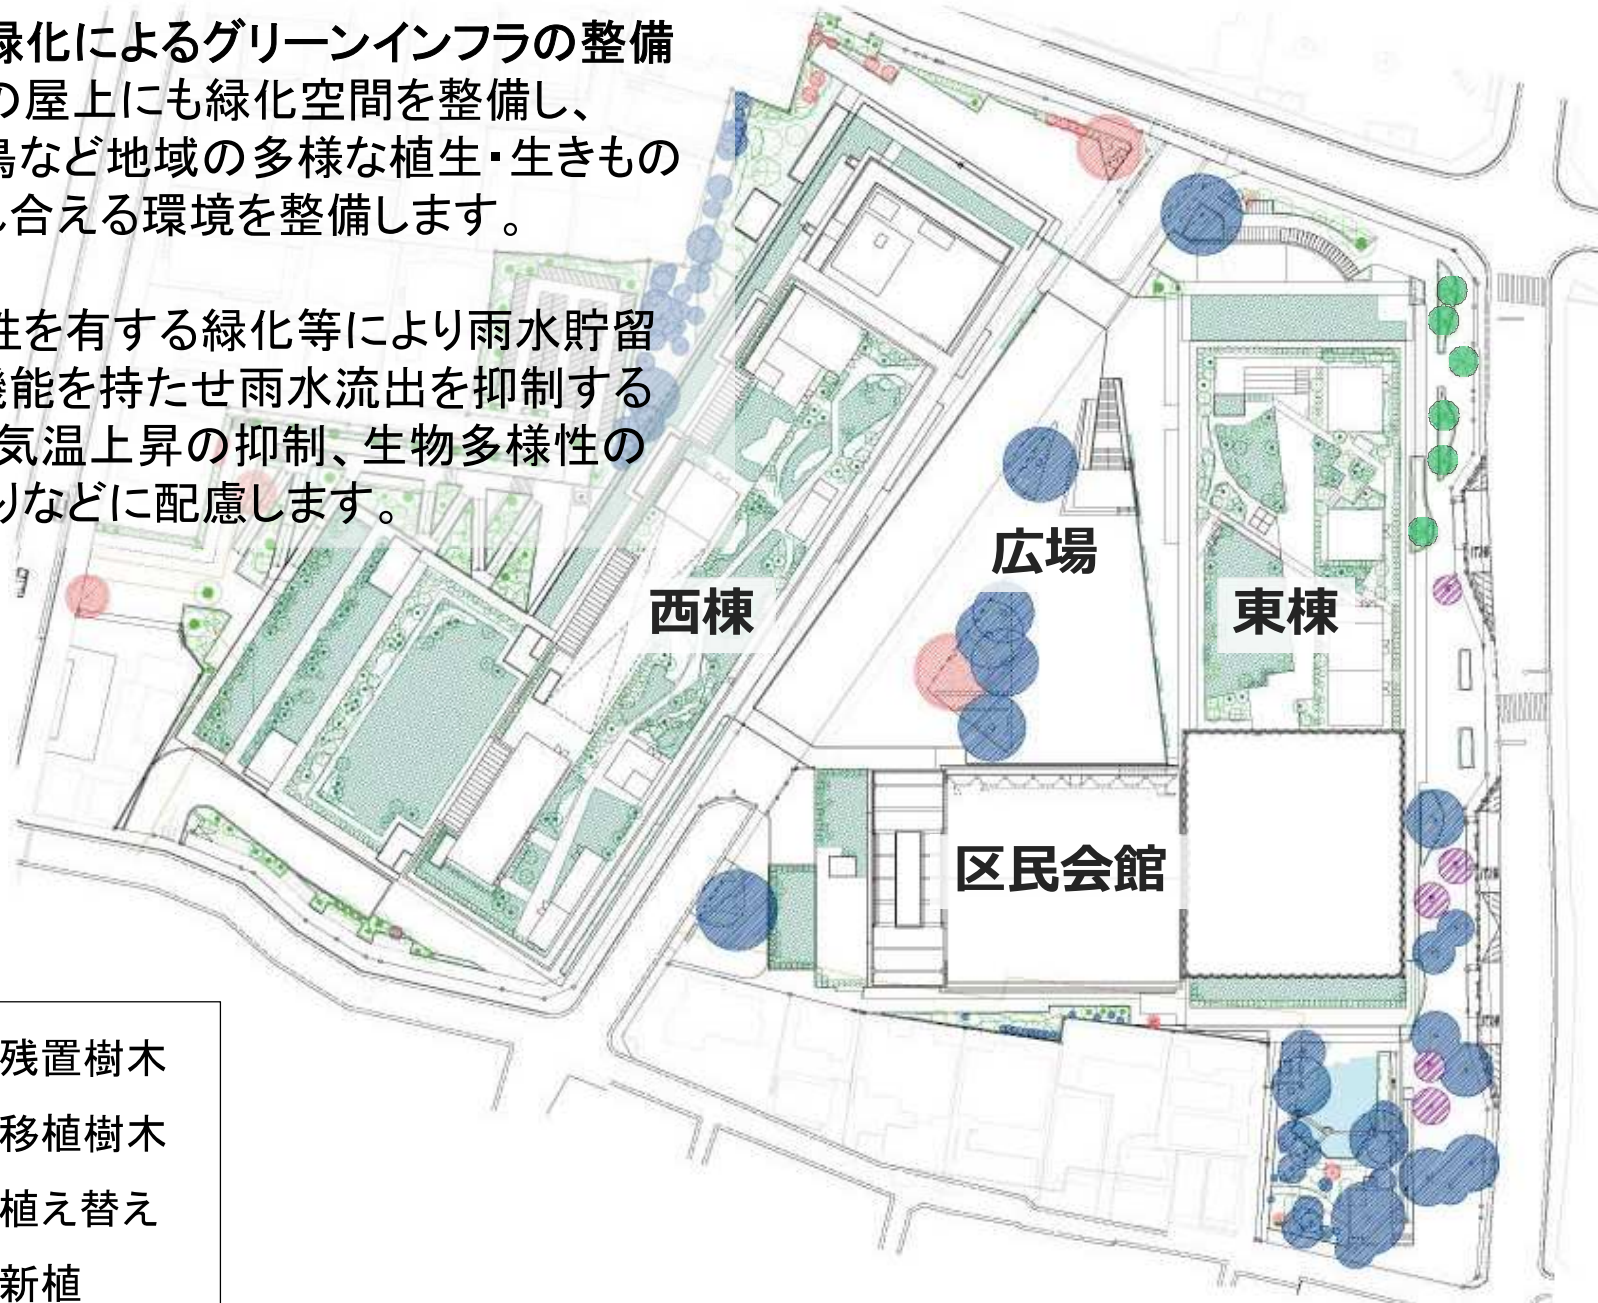 緑化によるグリーンインフラの整備
の屋上にも緑化空間を整備し、
鳥など地域の多様な植生・生きもの
し合える環境を整備します。
性を有する緑化等により雨水貯留
機能を持たせ雨水流出を抑制する
気温上昇の抑制、生物多様性の
りなどに配慮します。
広場
西棟
東棟
区民会館
残置樹木
移植樹木
植え替え
新植